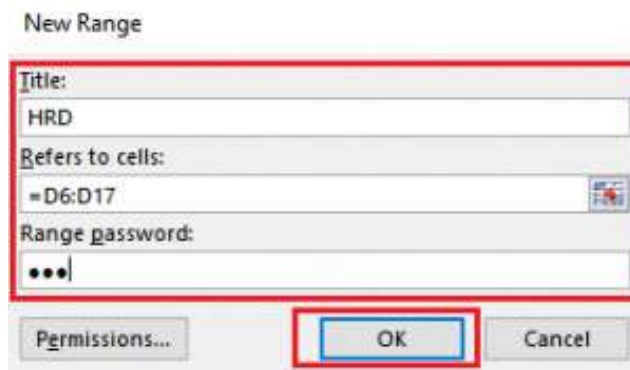 New Range
Title:
HRD
Refers to cells:
=D6:D17
Range password:
●●●
Permissions... OK Cancel